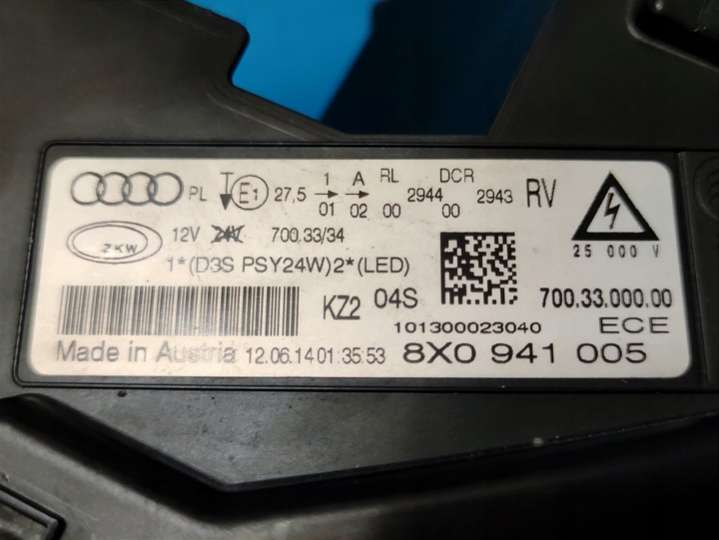 PL E1 27,5 1 01 A 02 RL 00 2944 DCR 00 2943 RV
ZKW 12V 24V 700.33/34
25 000 V
1*(D3S PSY24W)2*(LED)
KZ2 04S 700.33.000.00
101300023040 ECE
Made in Austria 12.06.14 01:35:53 8X0 941 005